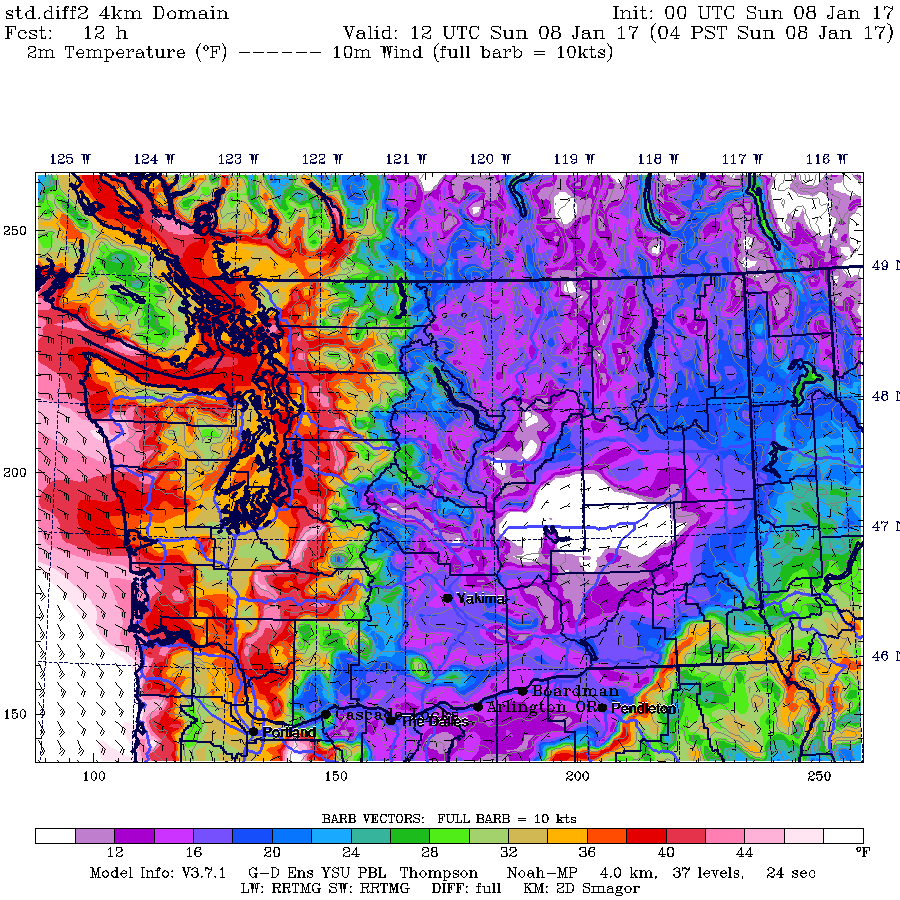 std.diff2 4km Domain Init: 00 UTC Sun 08 Jan 17
Fcst: 12 h Valid: 12 UTC Sun 08 Jan 17 (04 PST Sun 08 Jan 17)
2m Temperature (°F) ------ 10m Wind (full barb = 10kts)
125 W 124 W 123 W 122 W 121 W 120 W 119 W 118 W 117 W 116 W
250
49 N
48 N
200
47 N
Yakima
46 N
Boardman
150
Arlington OR Pendleton
The Dalles
Portland
100 150 200 250
BARB VECTORS: FULL BARB = 10 kts
12 16 20 24 28 32 36 40 44 °F
Model Info: V3.7.1 G-D Ens YSU PBL Thompson Noah-MP 4.0 km, 37 levels, 24 sec
LW: RRTMG SW: RRTMG DIFF: full KM: 2D Smagor